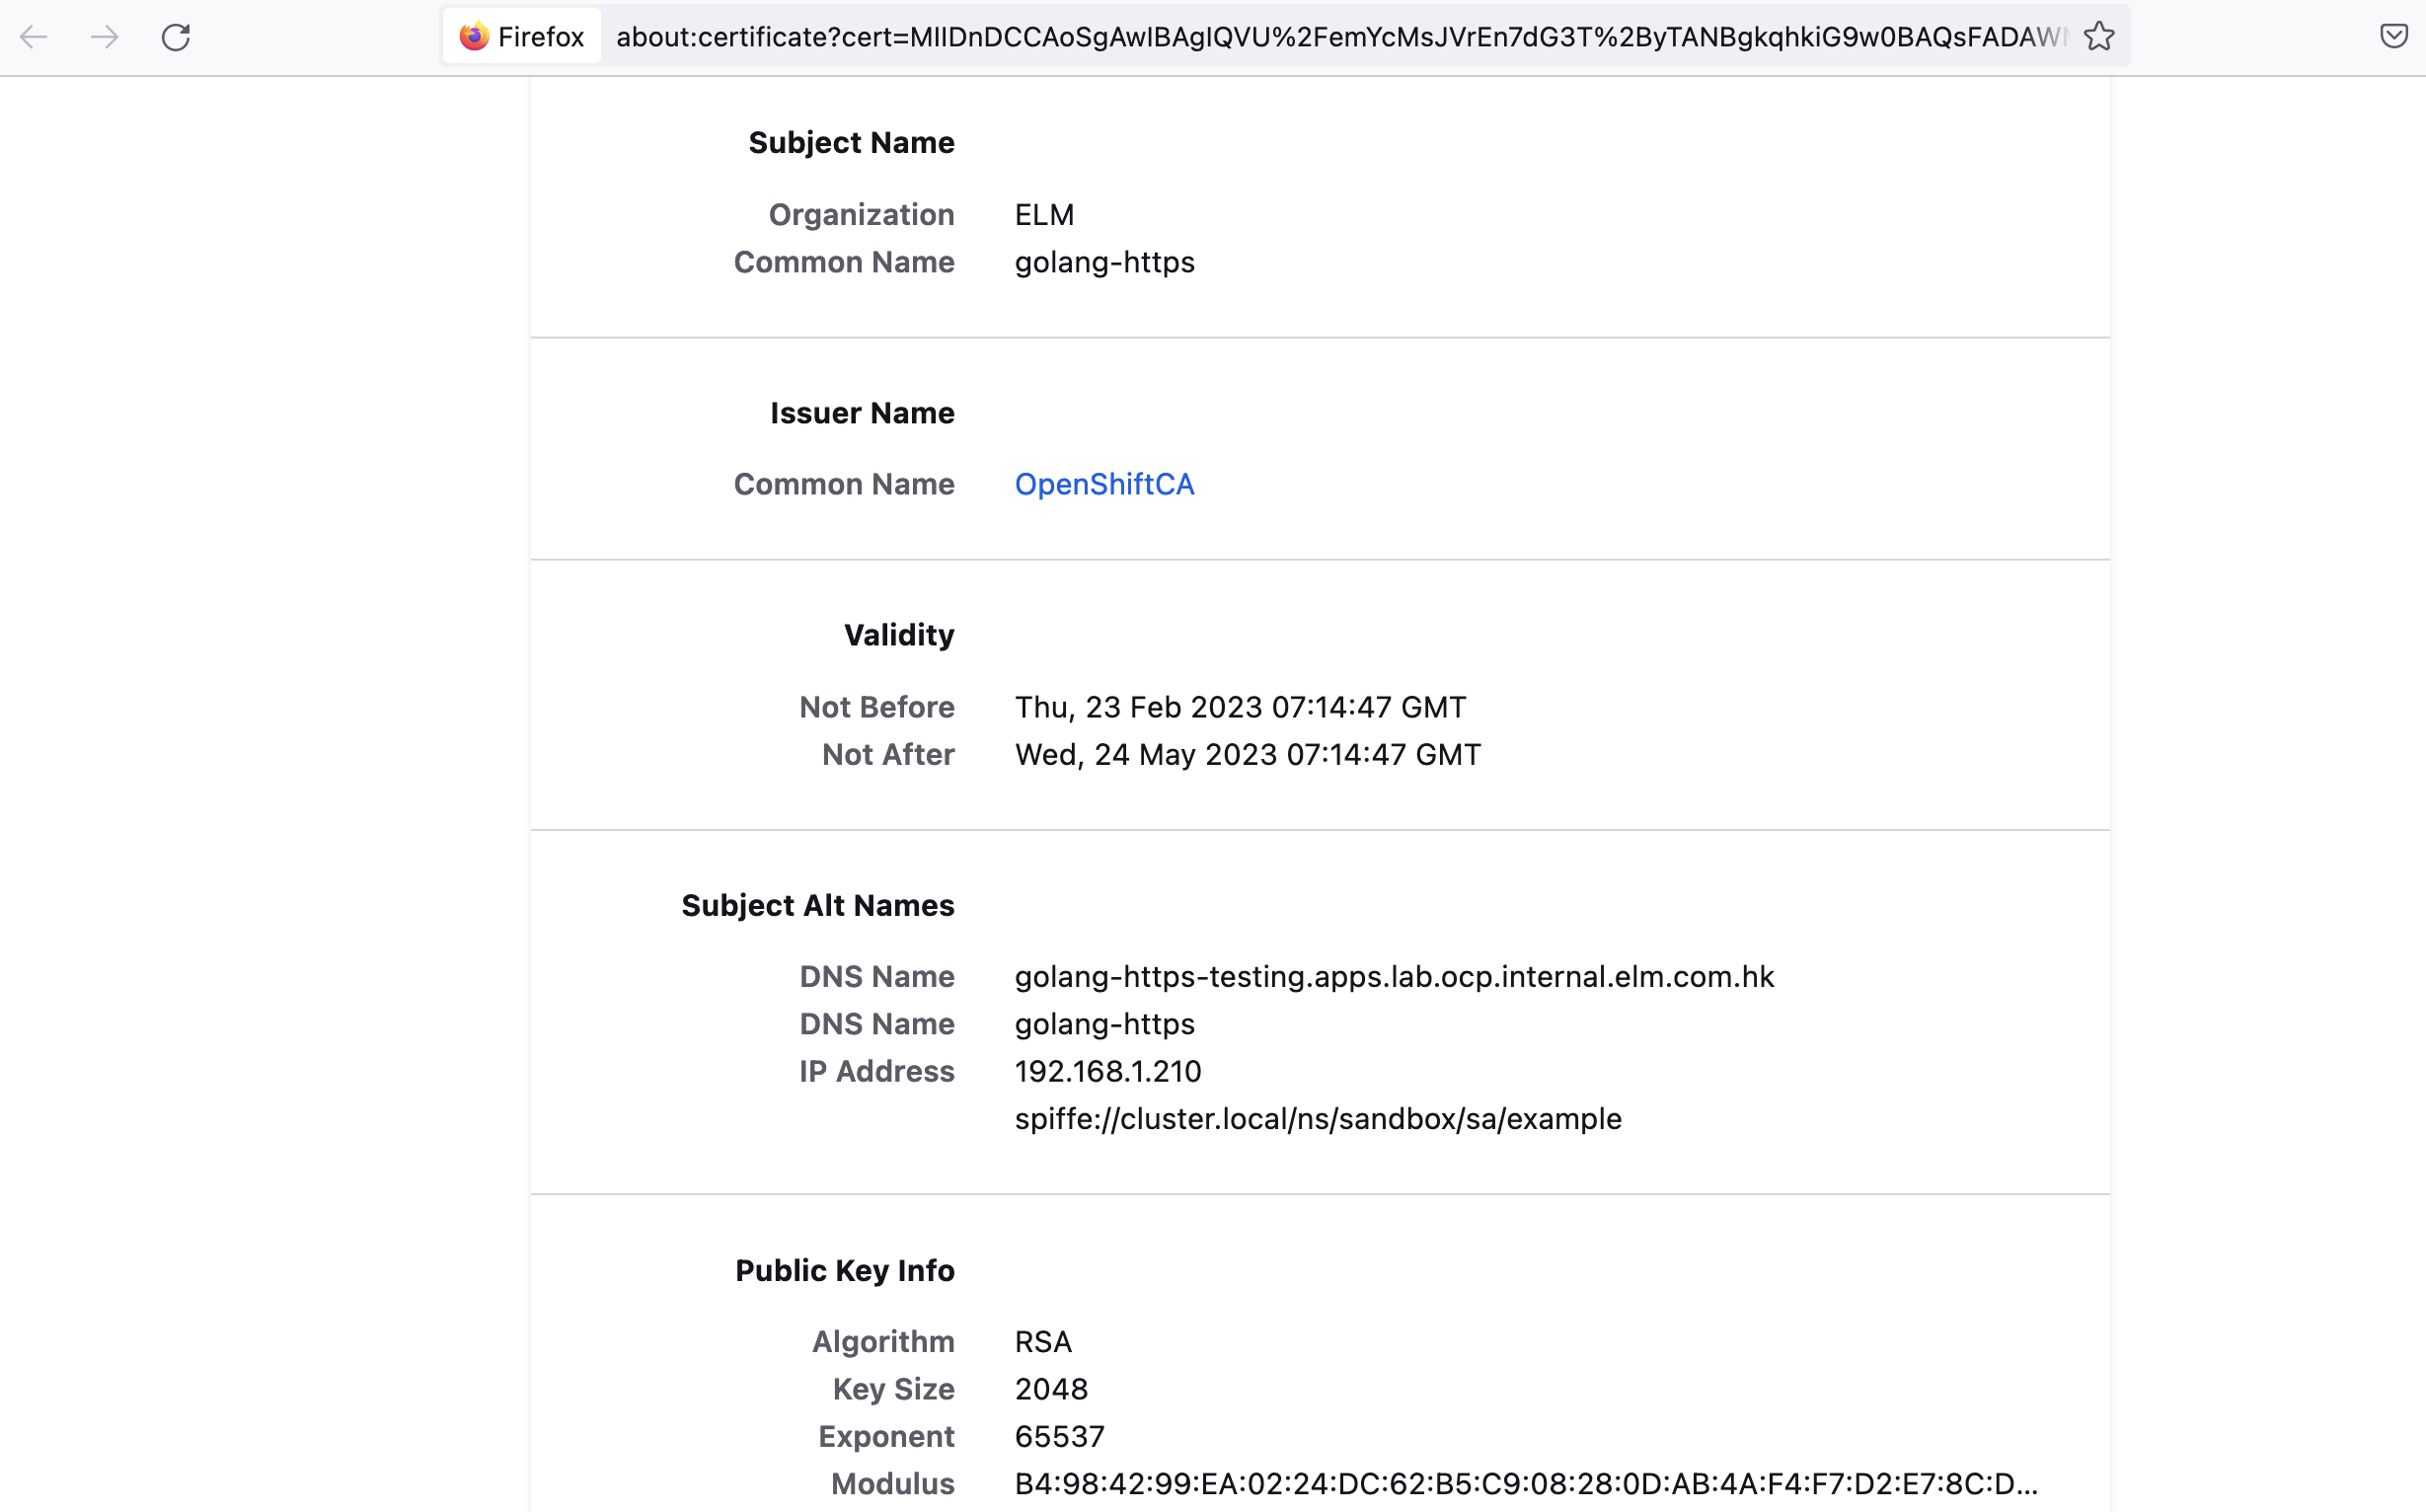 Firefox about:certificate?cert=MIIDnDCCAoSgAwIBAgIQVU%2FemYcMsJVrEn7dG3T%2ByTANBgkqhkiG9w0BAQsFADAW
Subject Name
Organization ELM
Common Name golang-https
Issuer Name
Common Name OpenShiftCA
Validity
Not Before Thu, 23 Feb 2023 07:14:47 GMT
Not After Wed, 24 May 2023 07:14:47 GMT
Subject Alt Names
DNS Name golang-https-testing.apps.lab.ocp.internal.elm.com.hk
DNS Name golang-https
IP Address 192.168.1.210
spiffe://cluster.local/ns/sandbox/sa/example
Public Key Info
Algorithm RSA
Key Size 2048
Exponent 65537
Modulus B4:98:42:99:EA:02:24:DC:62:B5:C9:08:28:0D:AB:4A:F4:F7:D2:E7:8C:D...